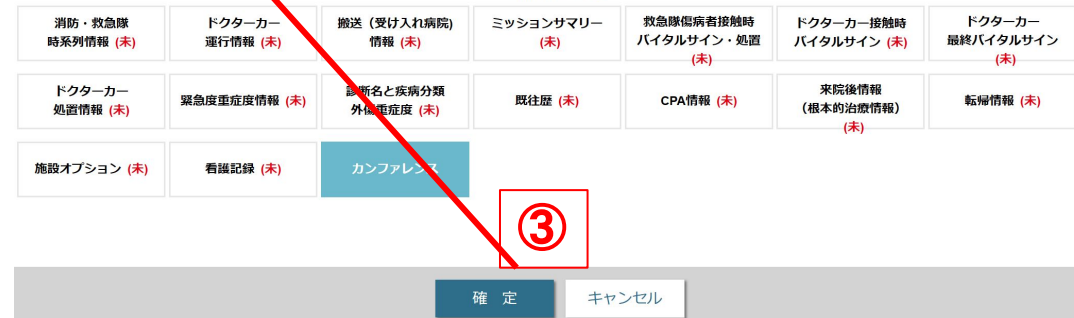 消防・救急隊
時系列情報 (未)
ドクターカー
運行情報 (未)
搬送（受け入れ病院)
情報 (未)
ミッションサマリー
(未)
救急隊傷病者接触時
バイタルサイン・処置
(未)
ドクターカー接触時
バイタルサイン (未)
ドクターカー
最終バイタルサイン
(未)
ドクターカー
処置情報 (未)
緊急度重症度情報 (未)
診断名と疾病分類
外傷重症度 (未)
既往歴 (未)
CPA情報 (未)
来院後情報
（根本的治療情報）
(未)
転帰情報 (未)
施設オプション (未)
看護記録 (未)
カンファレンス
③
確 定
キャンセル